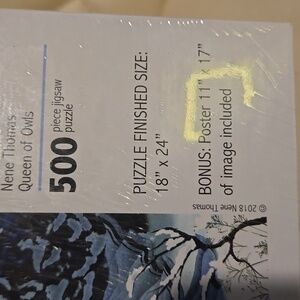 Nene Thomas
Queen of Owls
500 piece jigsaw
puzzle
PUZZLE FINISHED SIZE:
18" x 24"
BONUS: Poster 11" x 17"
of image included
© 2018 Nene Thomas